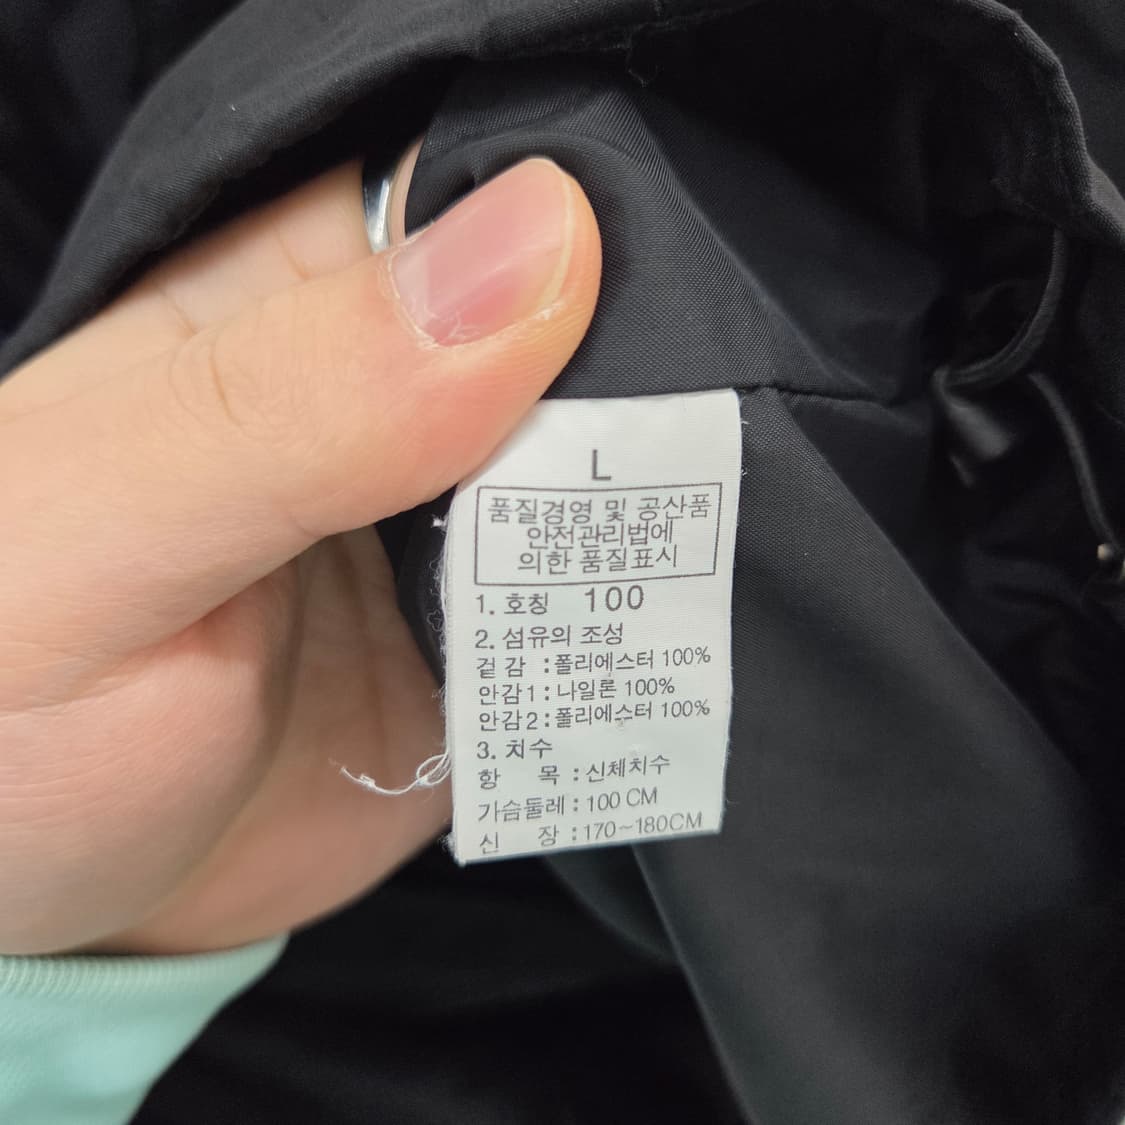 L
품질경영 및 공산품
안전관리법에
의한 품질표시
1. 호칭 100
2. 섬유의 조성
겉감 : 폴리에스터 100%
안감1 : 나일론 100%
안감2 : 폴리에스터 100%
3. 치수
항 목 : 신체치수
가슴둘레 : 100 CM
신 장 : 170~180CM